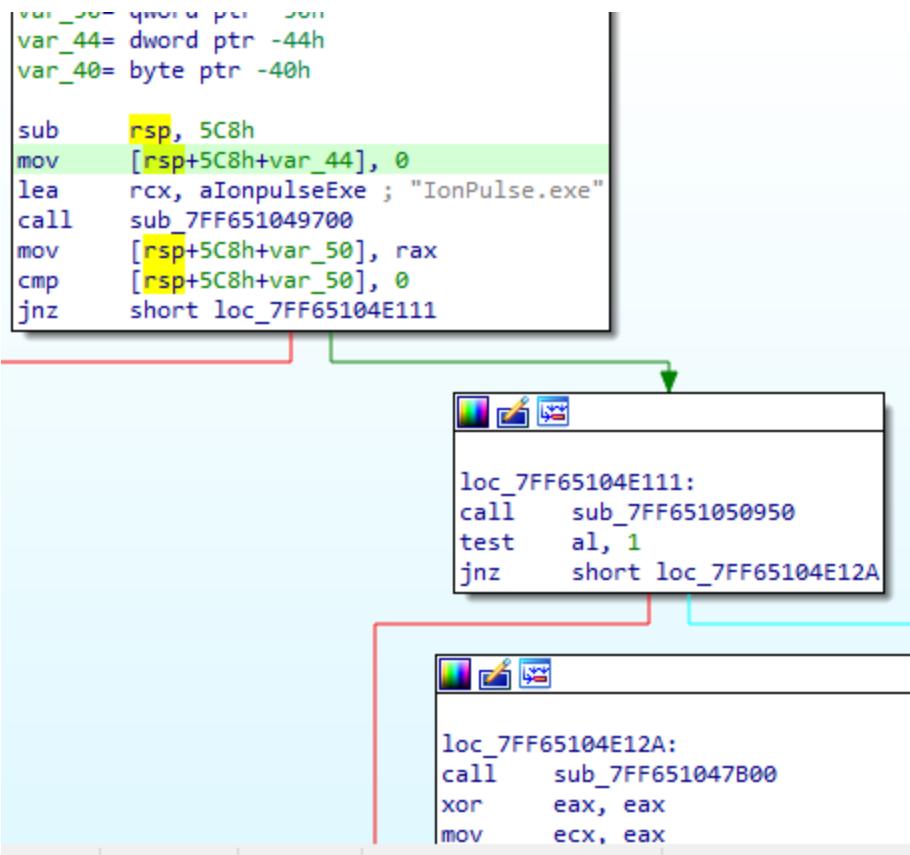 var_44= dword ptr -44h
var_40= byte ptr -40h
sub rsp, 5C8h
mov [rsp+5C8h+var_44], 0
lea rcx, aIonpulseExe ; "IonPulse.exe"
call sub_7FF651049700
mov [rsp+5C8h+var_50], rax
cmp [rsp+5C8h+var_50], 0
jnz short loc_7FF65104E111
loc_7FF65104E111:
call sub_7FF651050950
test al, 1
jnz short loc_7FF65104E12A
loc_7FF65104E12A:
call sub_7FF651047B00
xor eax, eax
mov ecx, eax